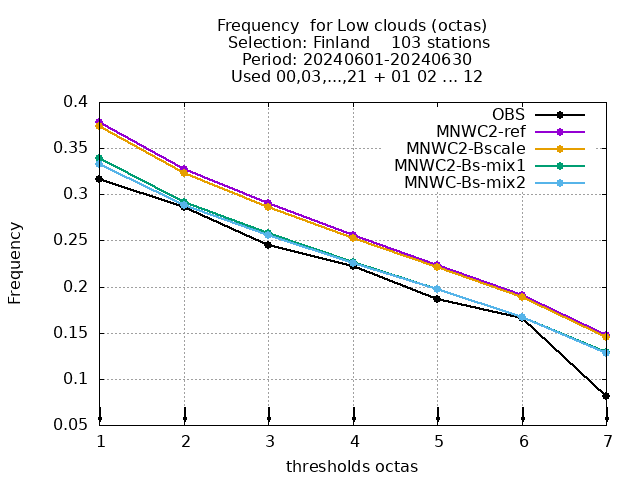 Frequency  for Low clouds (octas)
Selection: Finland    103 stations
Period: 20240601-20240630
Used 00,03,...,21 + 01 02 ... 12
OBS
MNWC2-ref
MNWC2-Bscale
MNWC2-Bs-mix1
MNWC-Bs-mix2
Frequency
0.4
0.35
0.3
0.25
0.2
0.15
0.1
0.05
1 2 3 4 5 6 7
thresholds octas